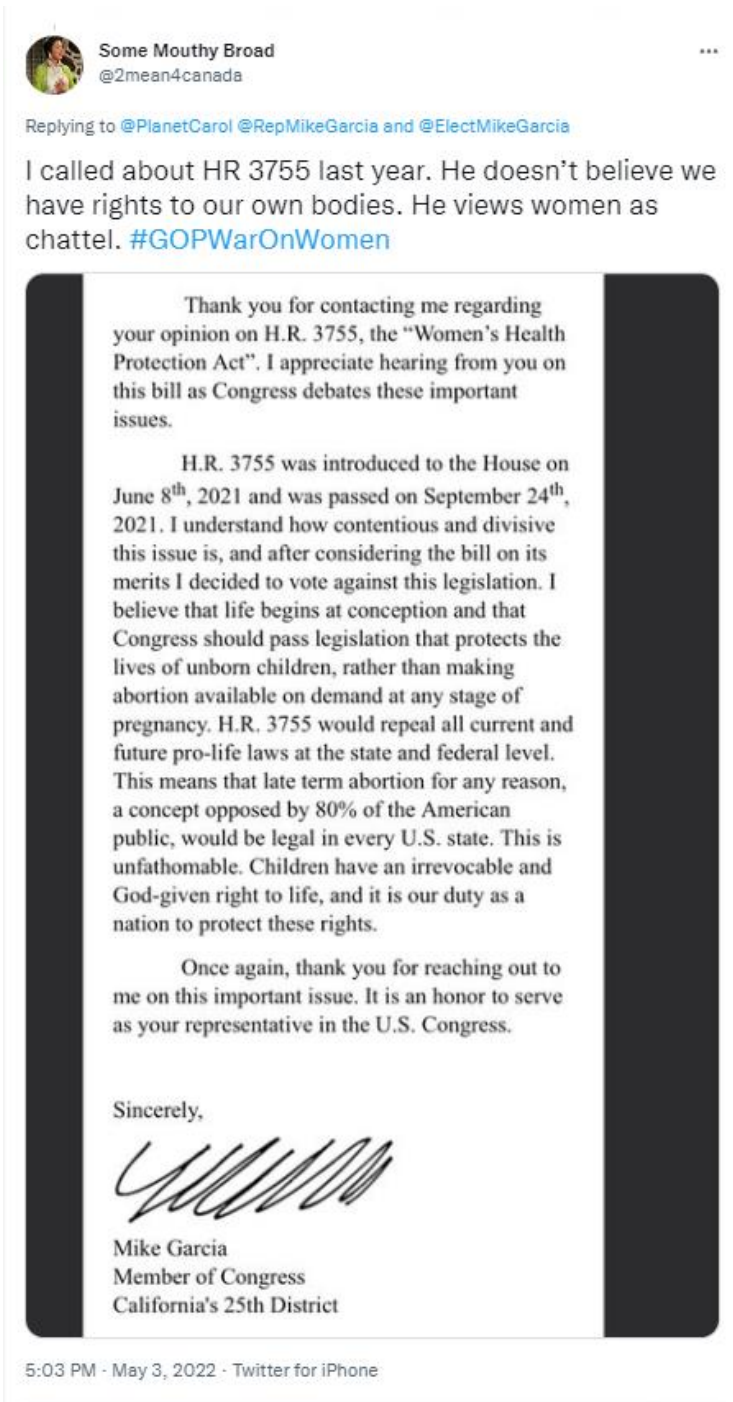 Some Mouthy Broad
@2mean4canada
Replying to @PlanetCarol @RepMikeGarcia and @ElectMikeGarcia
I called about HR 3755 last year. He doesn’t believe we
have rights to our own bodies. He views women as
chattel. #GOPWarOnWomen
Thank you for contacting me regarding
your opinion on H.R. 3755, the “Women’s Health
Protection Act”. I appreciate hearing from you on
this bill as Congress debates these important
issues.
H.R. 3755 was introduced to the House on
June 8th, 2021 and was passed on September 24th,
2021. I understand how contentious and divisive
this issue is, and after considering the bill on its
merits I decided to vote against this legislation. I
believe that life begins at conception and that
Congress should pass legislation that protects the
lives of unborn children, rather than making
abortion available on demand at any stage of
pregnancy. H.R. 3755 would repeal all current and
future pro-life laws at the state and federal level.
This means that late term abortion for any reason,
a concept opposed by 80% of the American
public, would be legal in every U.S. state. This is
unfathomable. Children have an irrevocable and
God-given right to life, and it is our duty as a
nation to protect these rights.
Once again, thank you for reaching out to
me on this important issue. It is an honor to serve
as your representative in the U.S. Congress.
Sincerely,
Mike Garcia
Member of Congress
California's 25th District
5:03 PM · May 3, 2022 · Twitter for iPhone